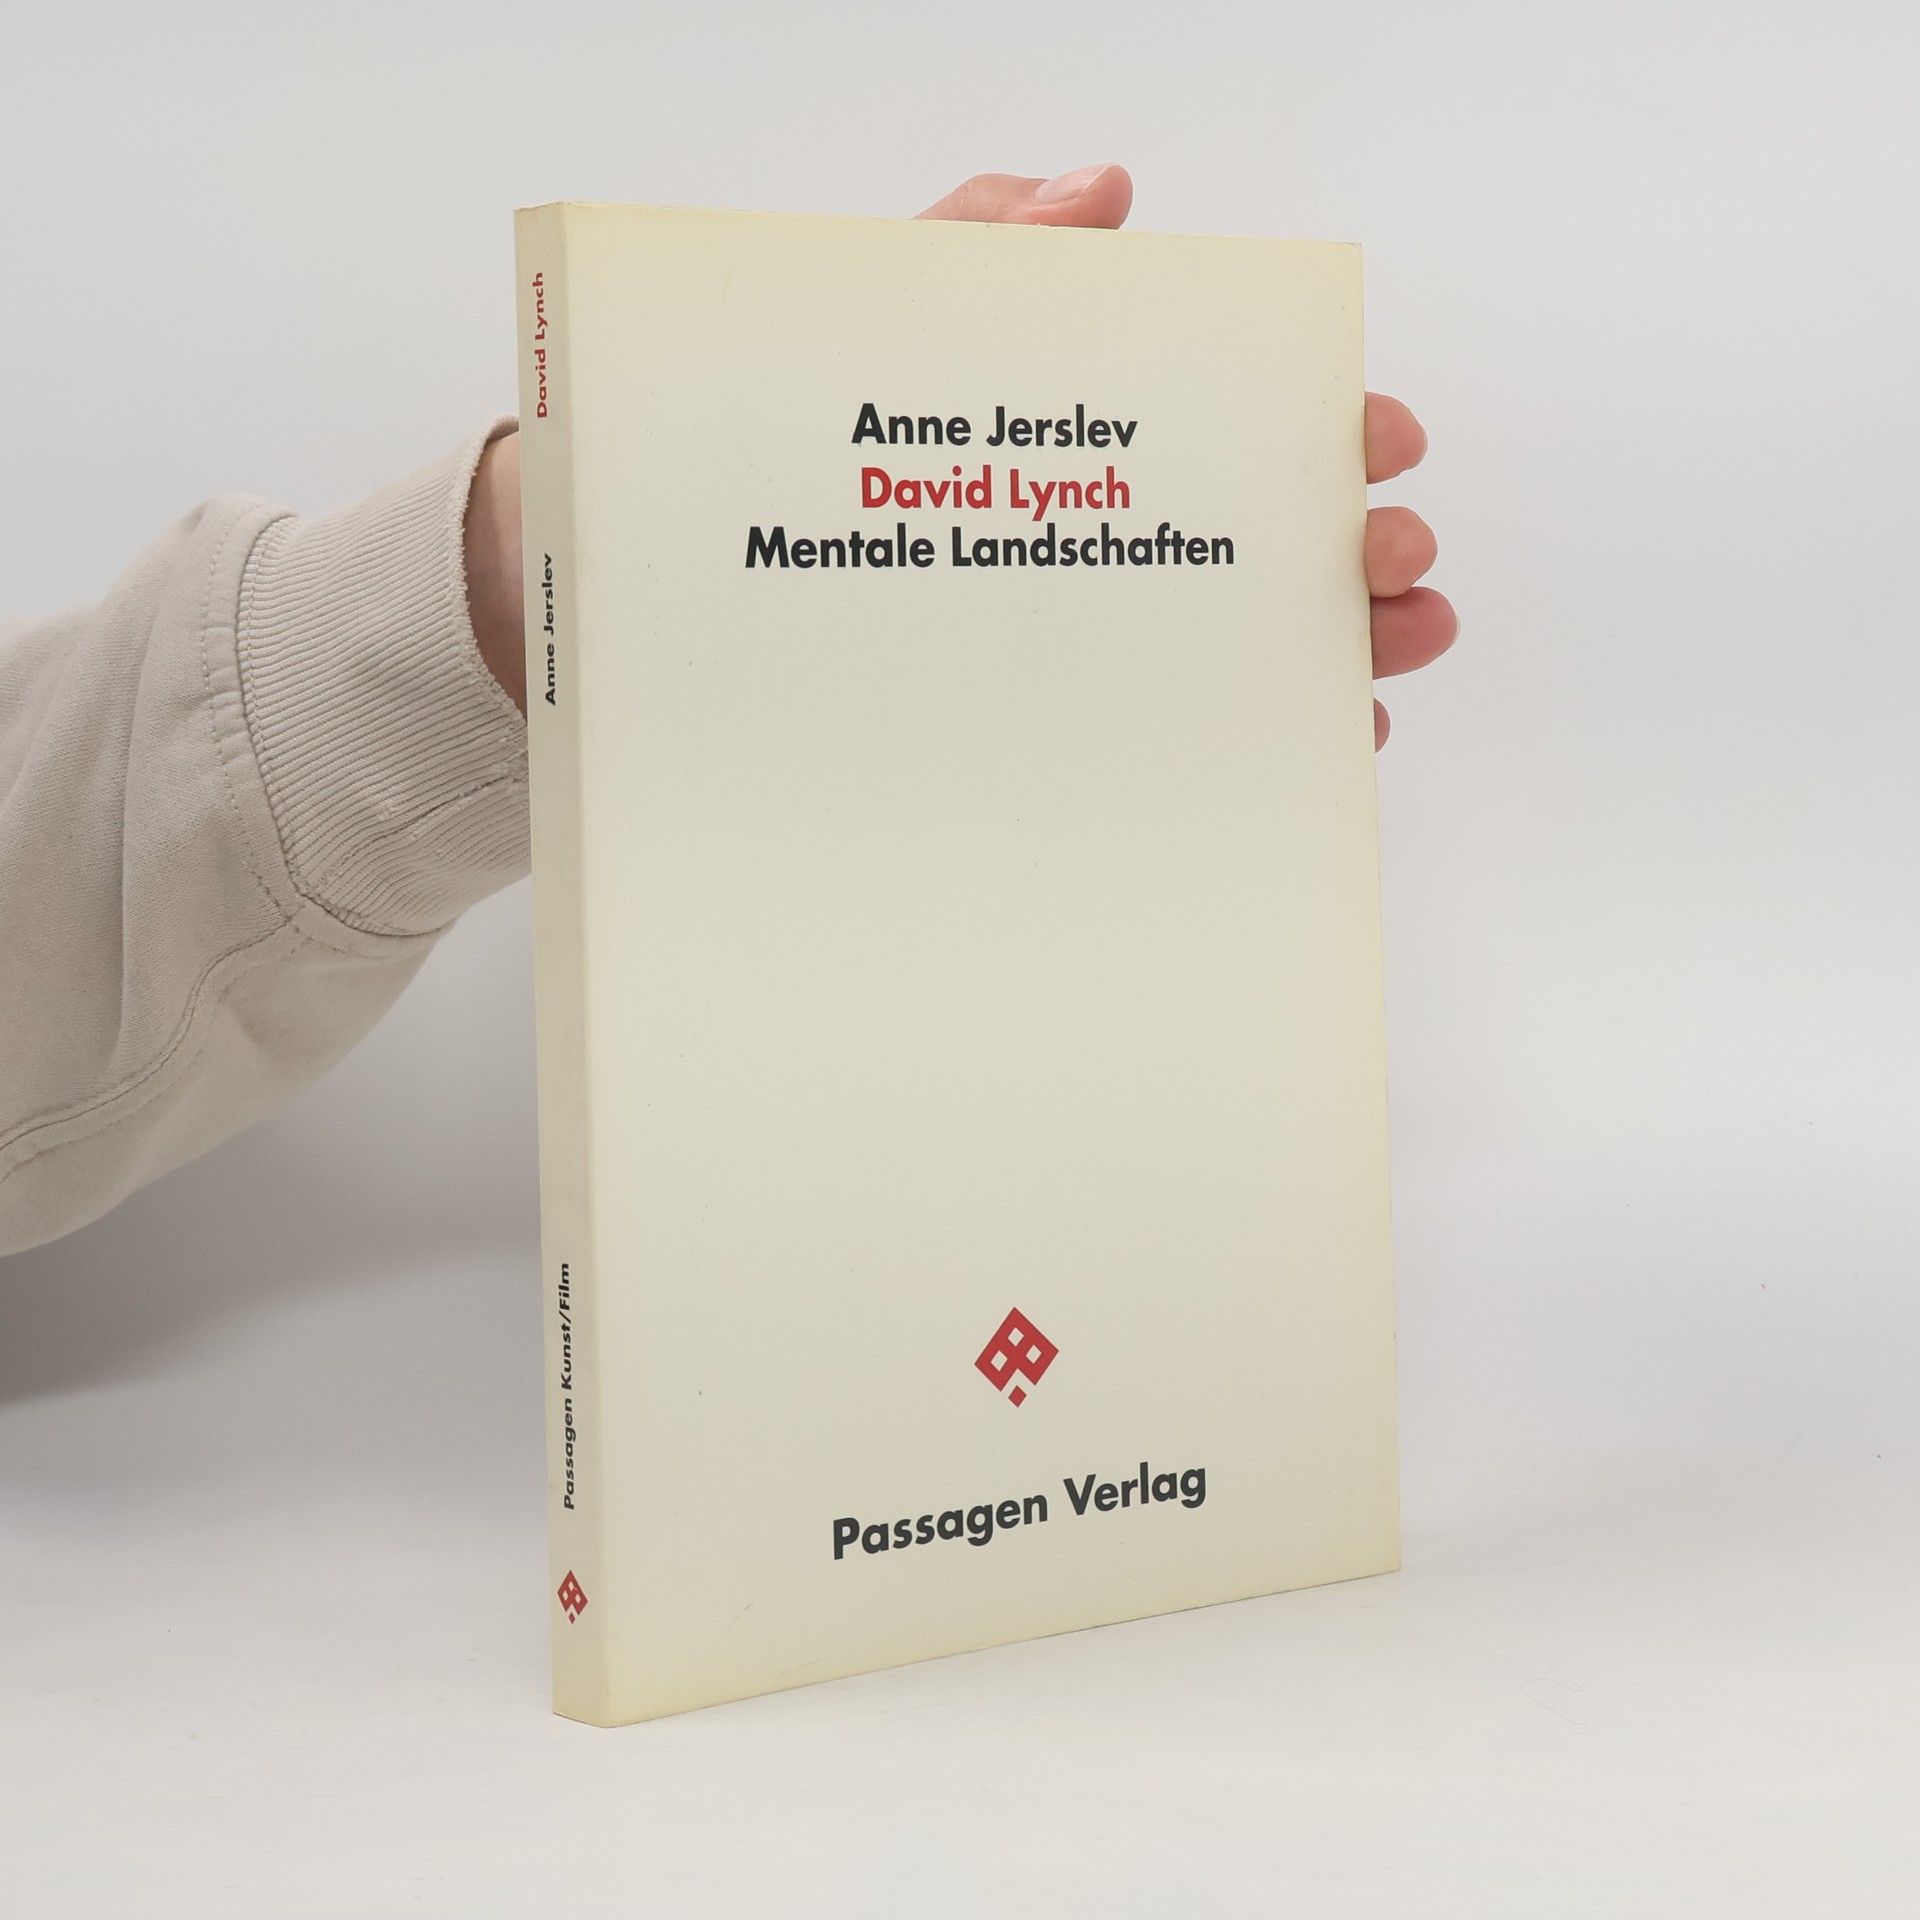 Anne Jerslev
David Lynch
Mentale Landschaften
Passagen Verlag
David Lynch
Anne Jerslev
Passagen Kunst/Film